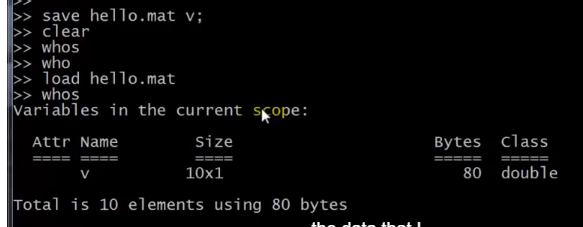 >>
>> save hello.mat v;
>> clear
>> whos
>> who
>> load hello.mat
>> whos
Variables in the current scope:
Attr Name Size Bytes Class
==== ==== ==== ===== =====
v 10x1 80 double
Total is 10 elements using 80 bytes
the data that I